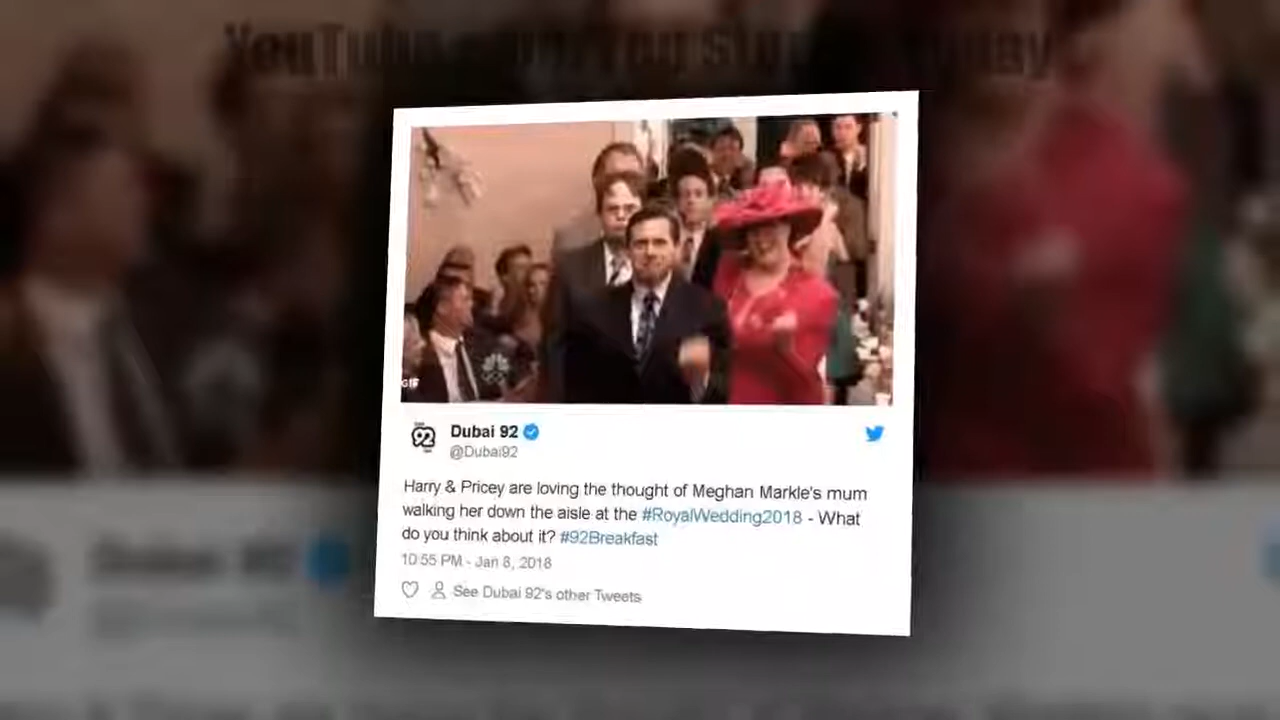 GIF
Dubai 92
@Dubai92
Harry & Pricey are loving the thought of Meghan Markle's mum
walking her down the aisle at the #RoyalWedding2018 - What
do you think about it? #92Breakfast
10:55 PM - Jan 8, 2018
See Dubai 92's other Tweets